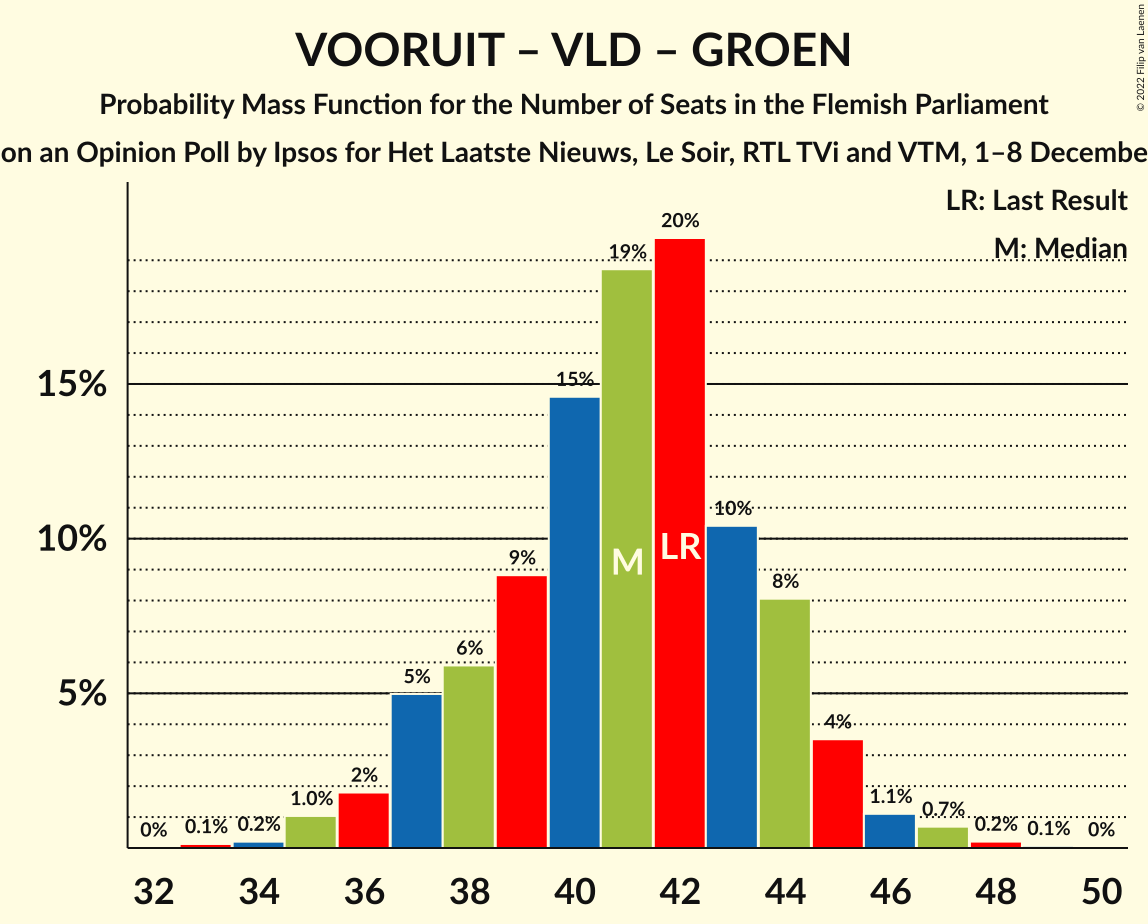 VOORUIT – VLD – GROEN
Probability Mass Function for the Number of Seats in the Flemish Parliament
on an Opinion Poll by Ipsos for Het Laatste Nieuws, Le Soir, RTL TVi and VTM, 1–8 Decembe
© 2022 Filip van Laenen
LR: Last Result
M: Median
20%
19%
15%
15%
10%
10%
9%
8%
6%
5%
5%
4%
2%
1.0%
1.1%
0.7%
0% 0.1% 0.2% 0.2% 0.1% 0%
M LR
32 34 36 38 40 42 44 46 48 50